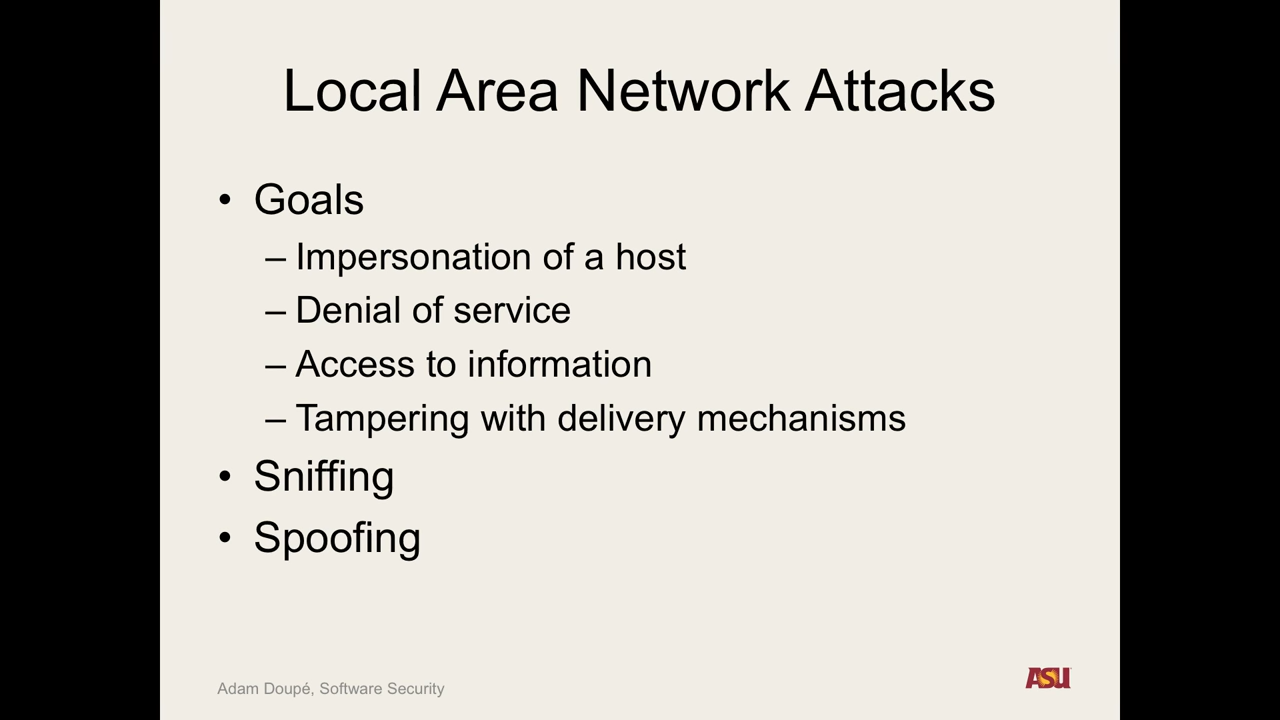 Local Area Network Attacks
• Goals
– Impersonation of a host
– Denial of service
– Access to information
– Tampering with delivery mechanisms
• Sniffing
• Spoofing
Adam Doupé, Software Security
ASU